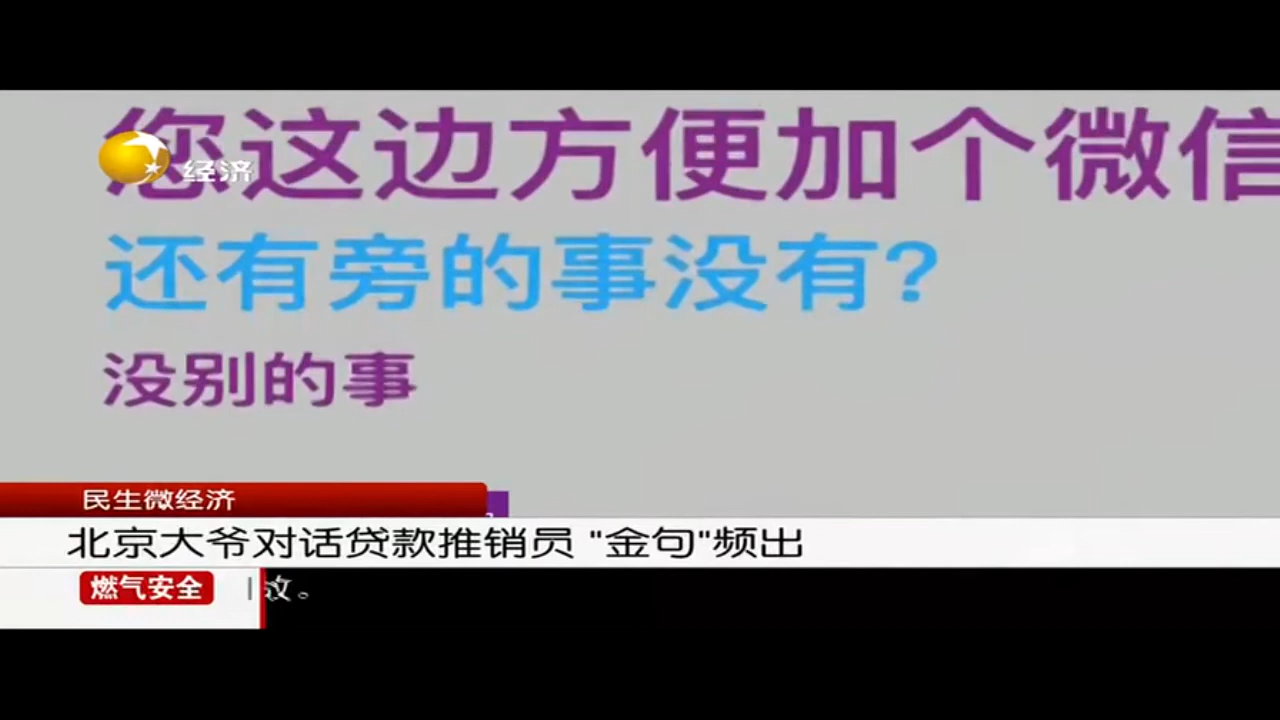 您这边方便加个微信
经济
还有旁的事没有?
没别的事
民生微经济
北京大爷对话贷款推销员 "金句"频出
燃气安全
效。